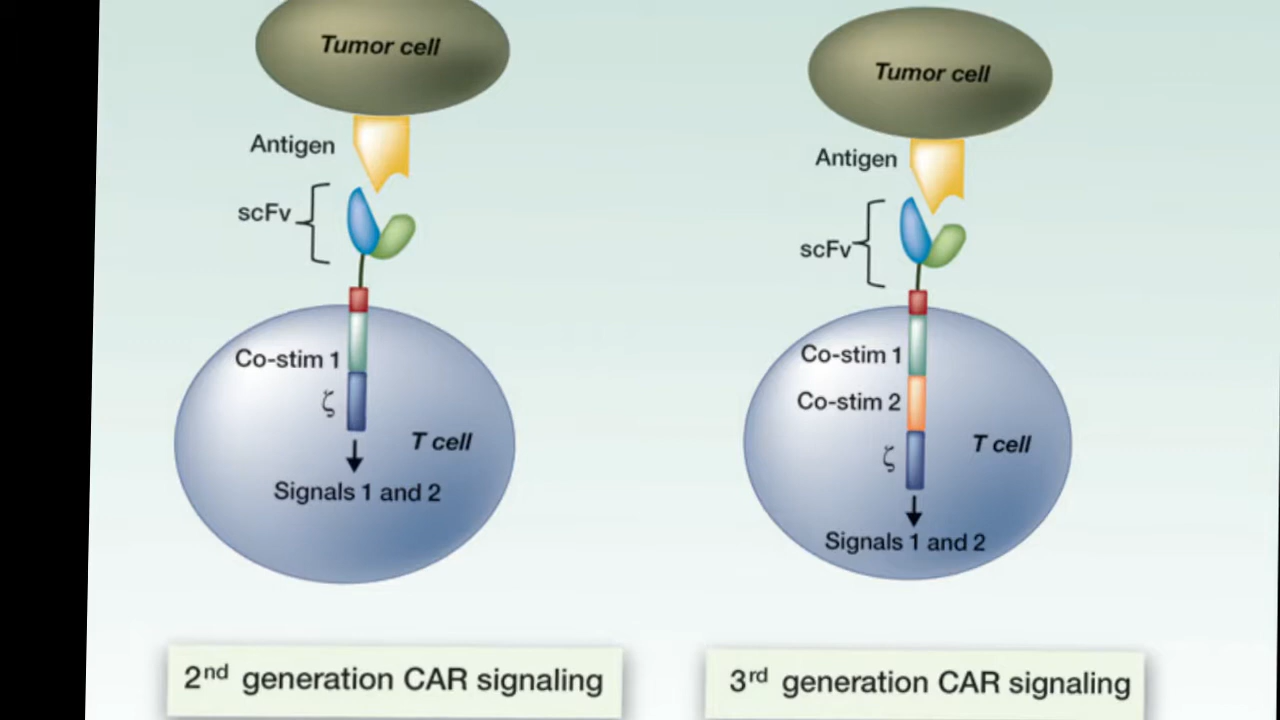 Tumor cell
Antigen
scFv
Co-stim 1
ζ
T cell
Signals 1 and 2
2nd generation CAR signaling
Tumor cell
Antigen
scFv
Co-stim 1
Co-stim 2
ζ
T cell
Signals 1 and 2
3rd generation CAR signaling